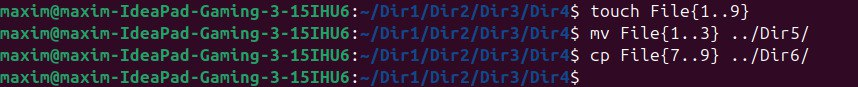 maxim@maxim-IdeaPad-Gaming-3-15IHU6:~/Dir1/Dir2/Dir3/Dir4$ touch File{1..9}
maxim@maxim-IdeaPad-Gaming-3-15IHU6:~/Dir1/Dir2/Dir3/Dir4$ mv File{1..3} ../Dir5/
maxim@maxim-IdeaPad-Gaming-3-15IHU6:~/Dir1/Dir2/Dir3/Dir4$ cp File{7..9} ../Dir6/
maxim@maxim-IdeaPad-Gaming-3-15IHU6:~/Dir1/Dir2/Dir3/Dir4$